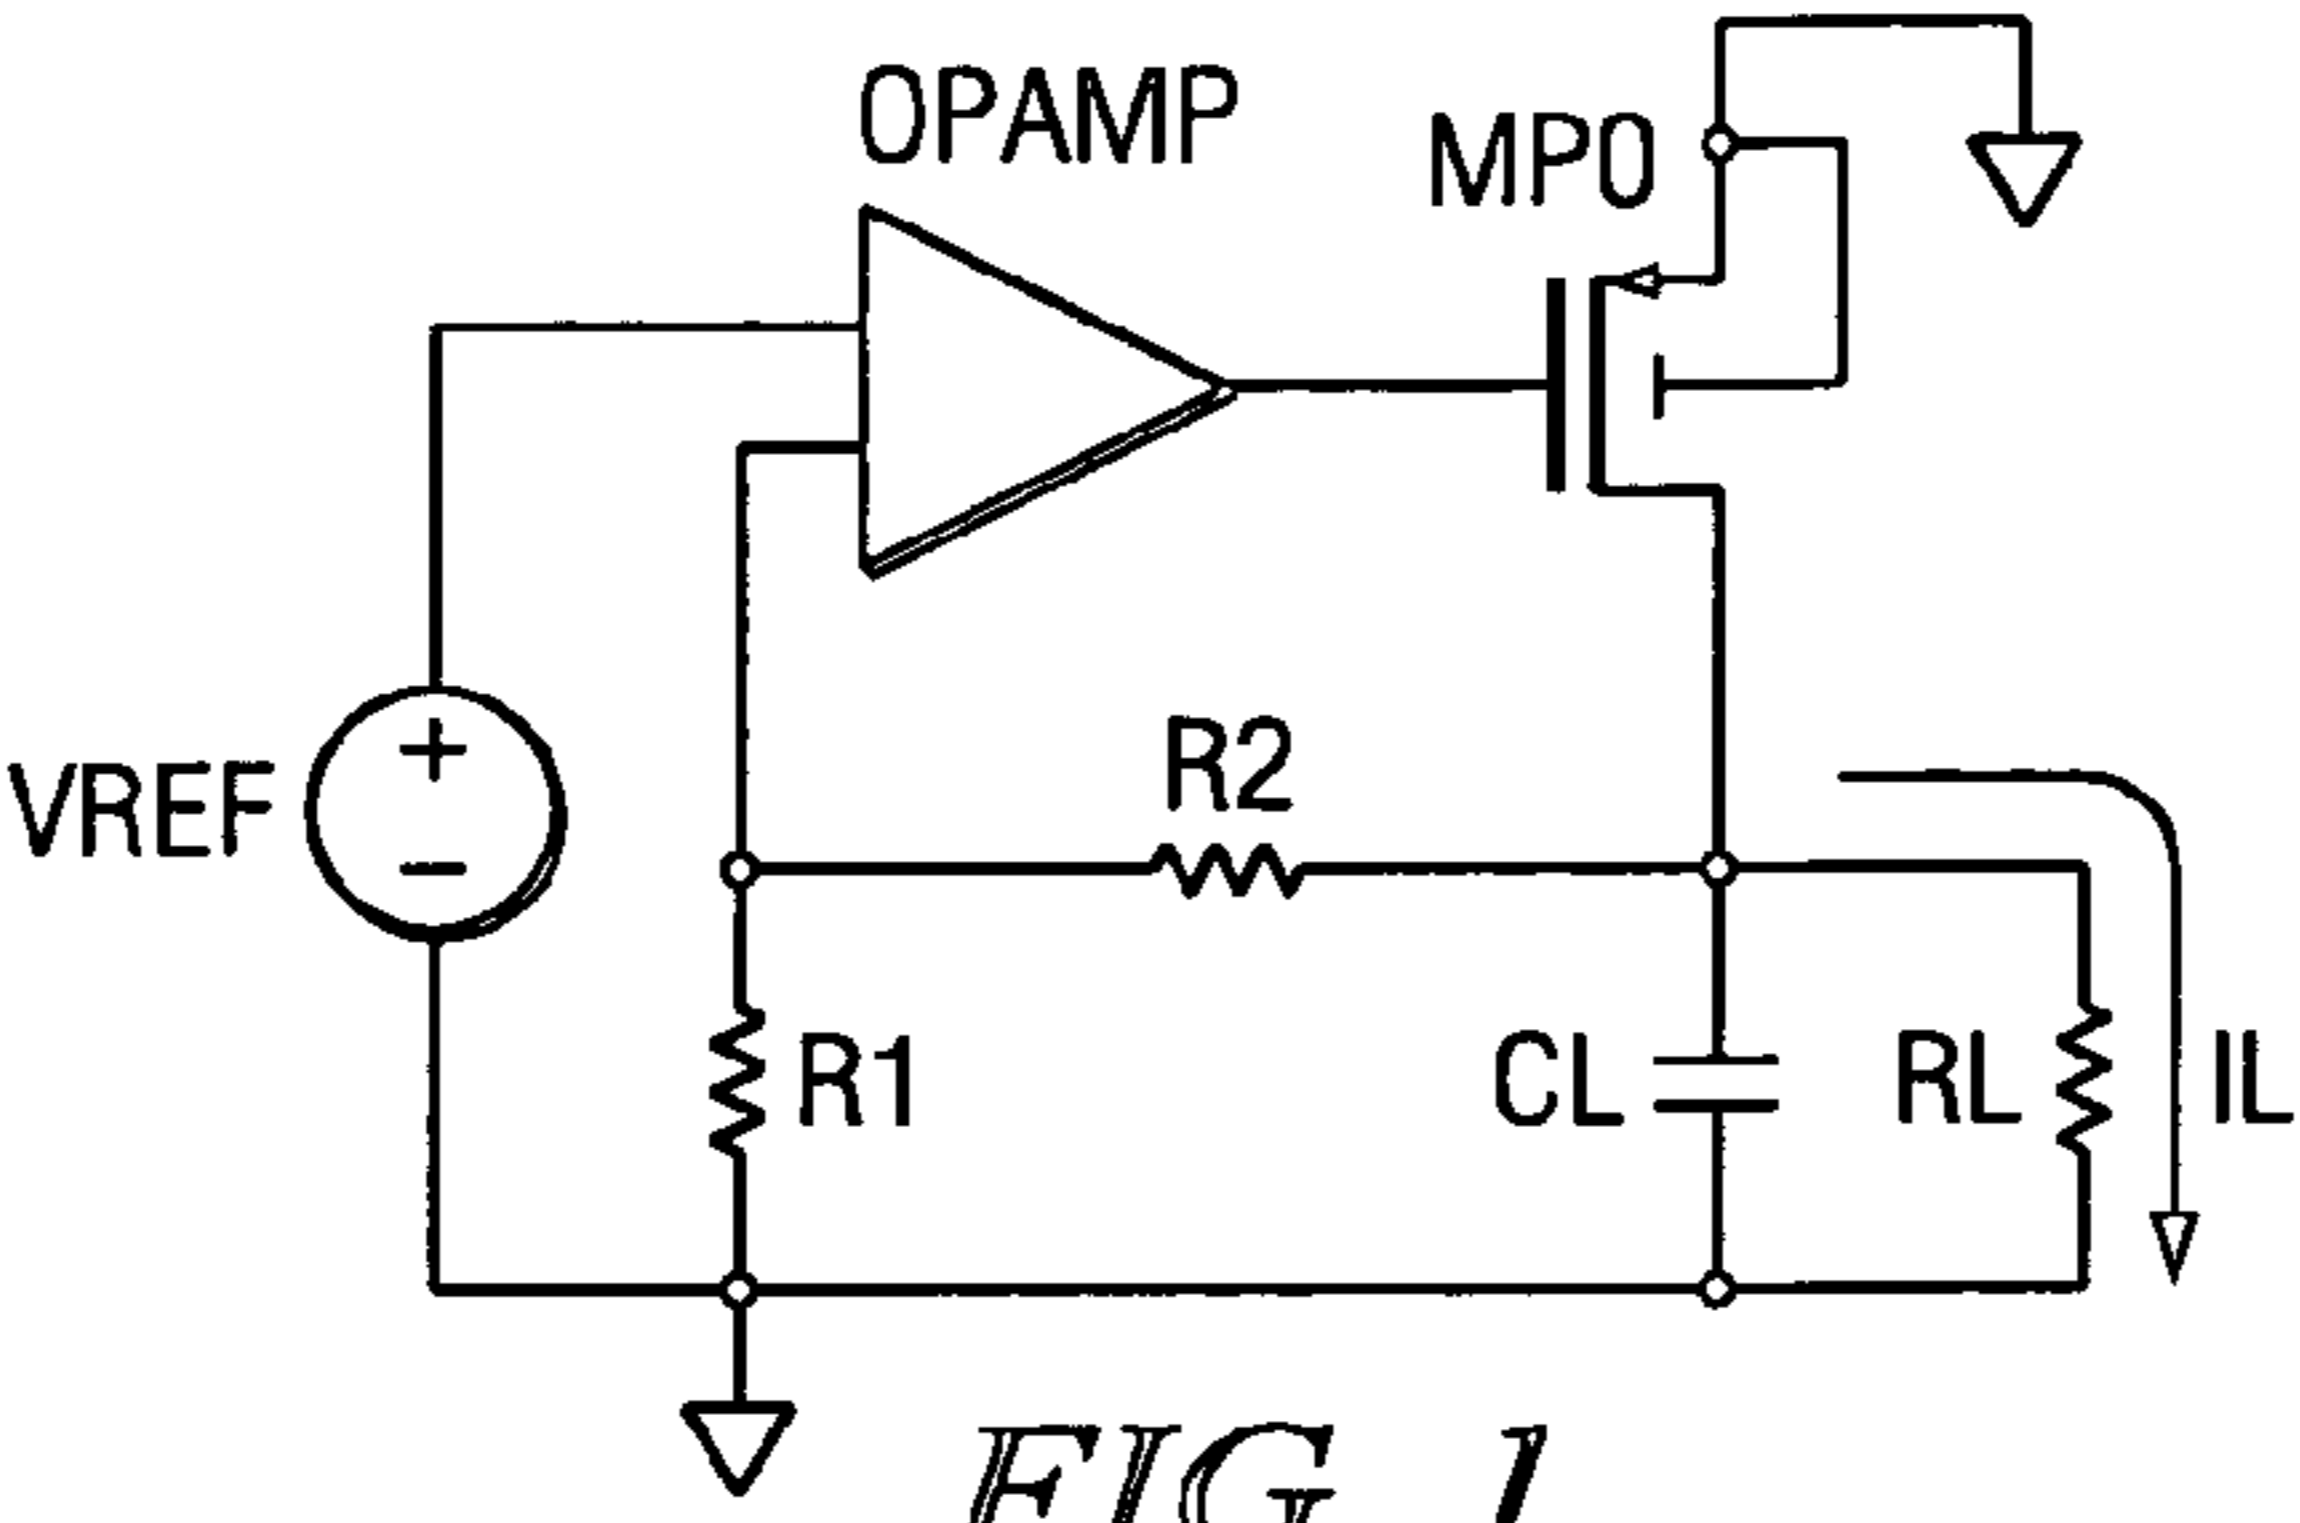 OPAMP
MP0
VREF
+
−
R2
R1
CL
RL
IL
FIG. 1